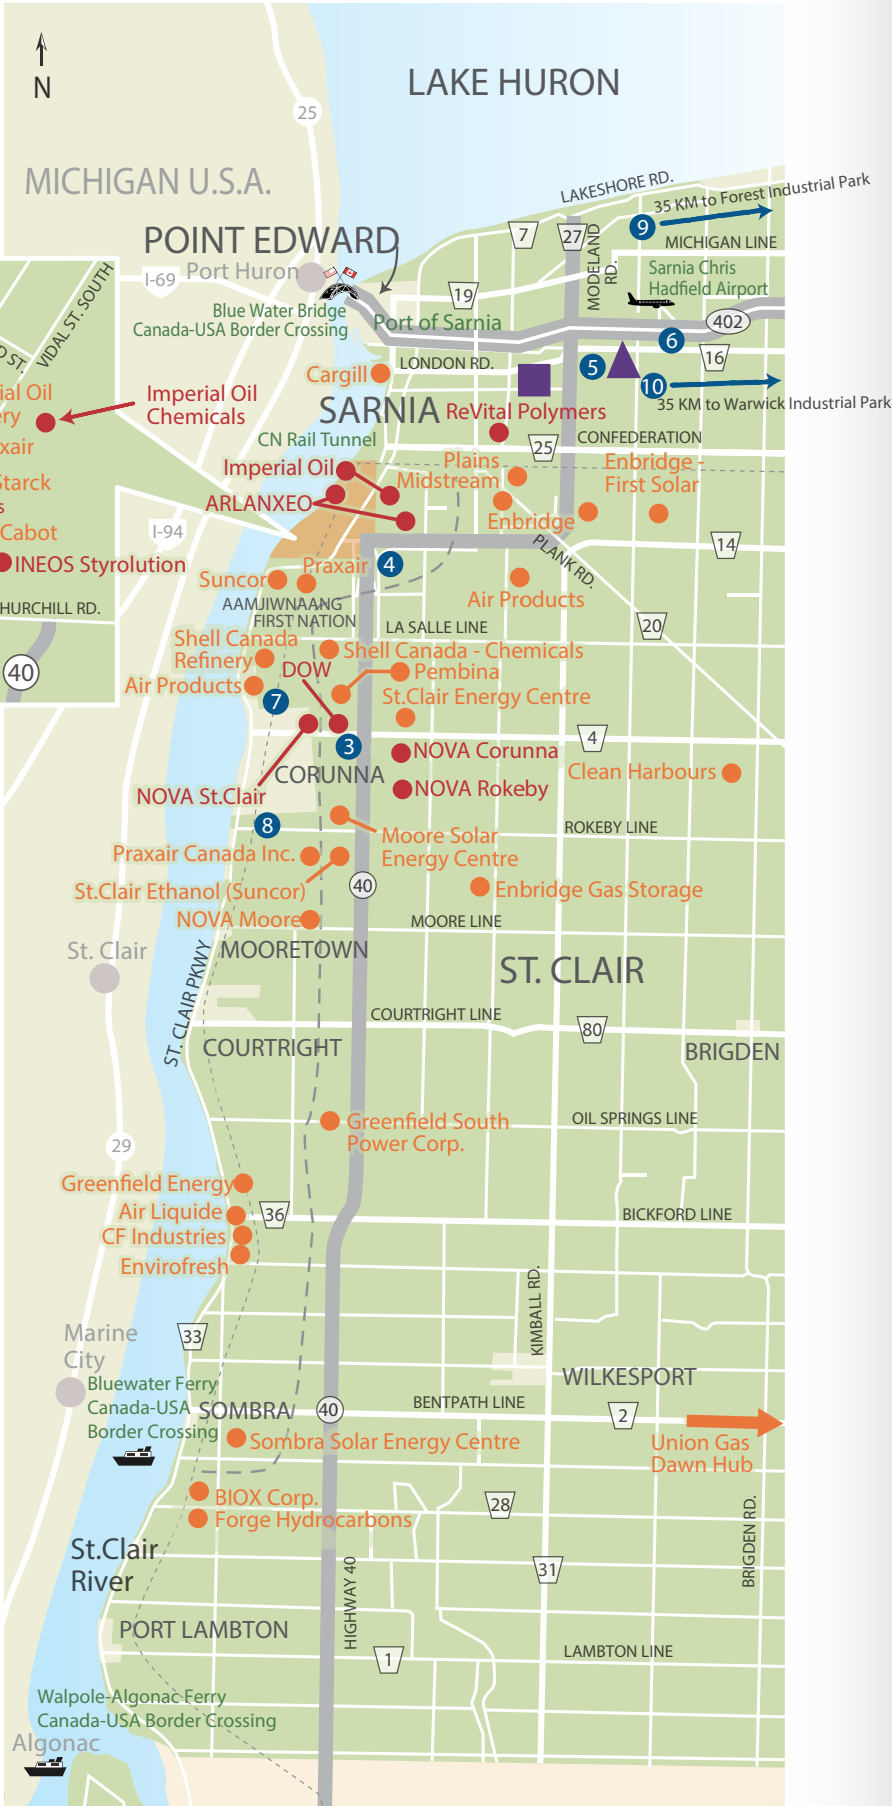 N
LAKE HURON
25
MICHIGAN U.S.A.
LAKESHORE RD.
35 KM to Forest Industrial Park
9
7
27
MODELAND
RD.
MICHIGAN LINE
POINT EDWARD
Port Huron
I-69
Sarnia Chris
Hadfield Airport
19
Blue Water Bridge
Canada-USA Border Crossing
Port of Sarnia
402
6
16
VIDAL ST. SOUTH
D ST.
LONDON RD.
Cargill
5
10
35 KM to Warwick Industrial Park
ial Oil
ery
Imperial Oil
Chemicals
SARNIA
ReVital Polymers
CN Rail Tunnel
25
CONFEDERATION
xair
Imperial Oil
Plains
Midstream
Enbridge -
First Solar
Starck
s
ARLANXEO
Enbridge
Cabot
I-94
14
PLANK RD.
INEOS Styrolution
Praxair
4
Suncor
Air Products
HURCHILL RD.
AAMJIWNAANG
FIRST NATION
LA SALLE LINE
20
40
Shell Canada
Refinery
Shell Canada - Chemicals
DOW
Pembina
Air Products
7
St.Clair Energy Centre
3
4
NOVA Corunna
CORUNNA
Clean Harbours
NOVA St.Clair
NOVA Rokeby
8
ROKEBY LINE
Moore Solar
Energy Centre
Praxair Canada Inc.
St.Clair Ethanol (Suncor)
40
Enbridge Gas Storage
NOVA Moore
MOORE LINE
St. Clair
MOORETOWN
ST. CLAIR
ST. CLAIR PKWY
COURTRIGHT LINE
80
COURTRIGHT
BRIGDEN
Greenfield South
Power Corp.
OIL SPRINGS LINE
29
Greenfield Energy
Air Liquide
36
BICKFORD LINE
CF Industries
Envirofresh
KIMBALL RD.
Marine
City
33
WILKESPORT
Bluewater Ferry
Canada-USA
Border Crossing
SOMBRA
40
BENTPATH LINE
2
Sombra Solar Energy Centre
Union Gas
Dawn Hub
BIOX Corp.
Forge Hydrocarbons
28
BRIGDEN RD.
St.Clair
River
31
HIGHWAY 40
PORT LAMBTON
1
LAMBTON LINE
Walpole-Algonac Ferry
Canada-USA Border Crossing
Algonac